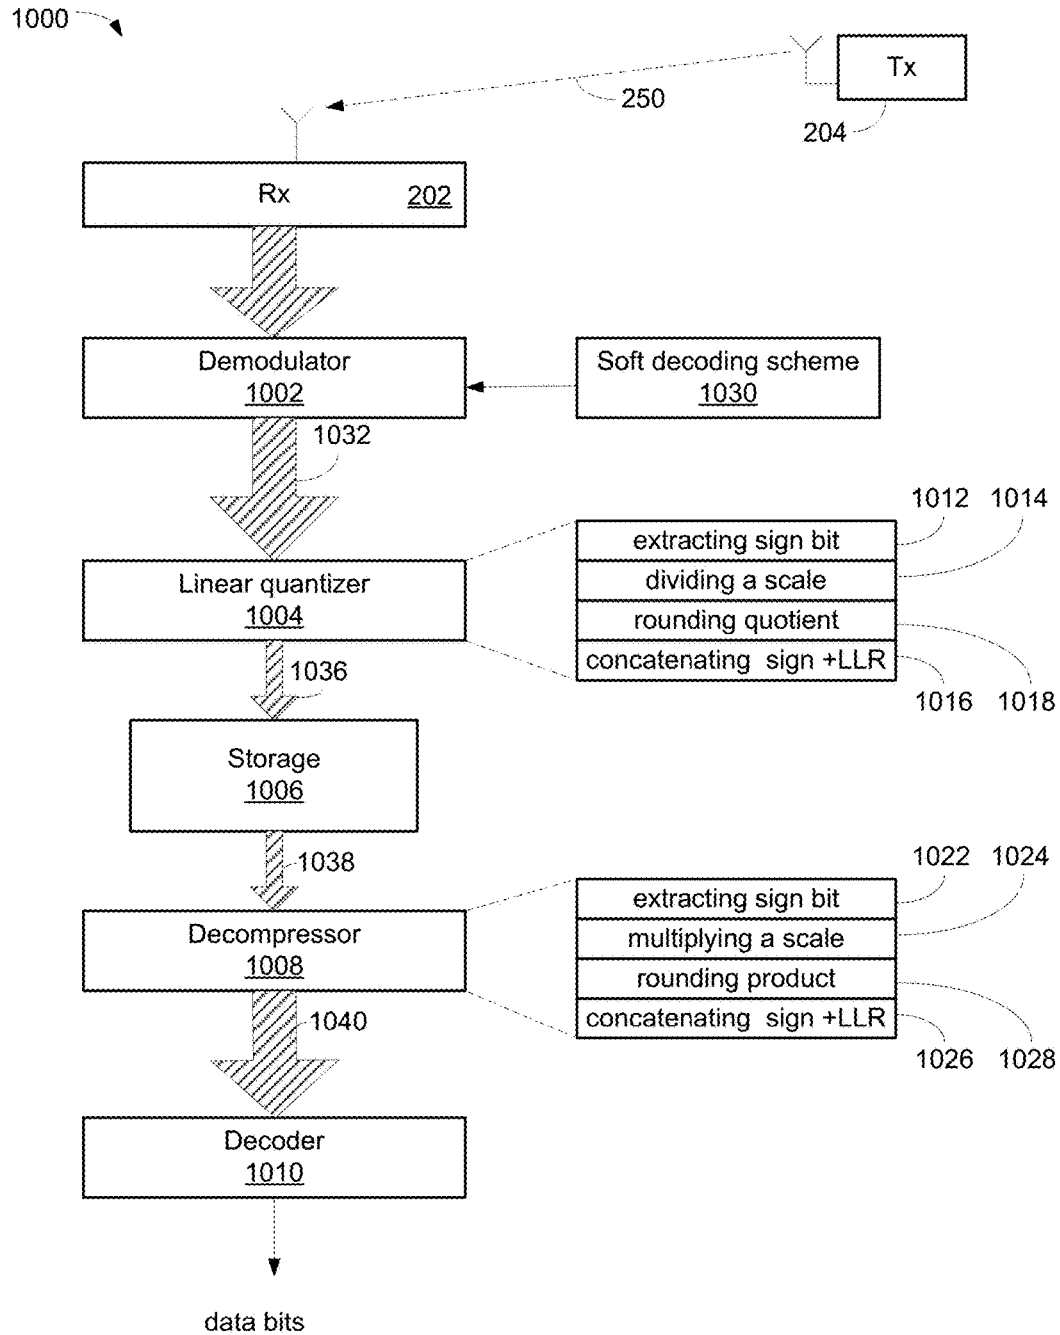 1000
Tx
250
204
Rx
202
Demodulator
1002
Soft decoding scheme
1030
1032
1012
1014
extracting sign bit
Linear quantizer
1004
dividing a scale
rounding quotient
concatenating sign +LLR
1036
1016
1018
Storage
1006
1038
1022
1024
extracting sign bit
Decompressor
1008
multiplying a scale
rounding product
concatenating sign +LLR
1040
1026
1028
Decoder
1010
data bits